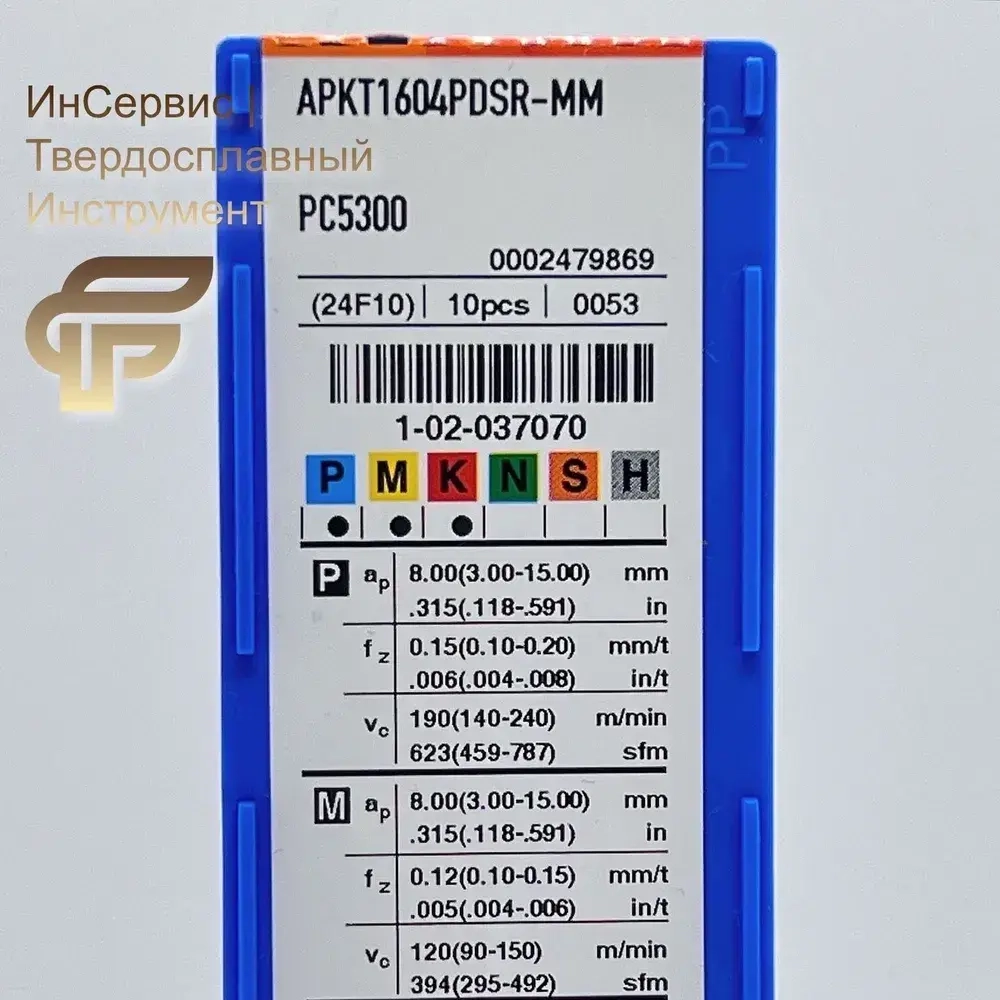 ИнСервис |
Твердосплавный
Инструмент
APKT1604PDSR-MM
PC5300
0002479869
(24F10) | 10pcs | 0053
1-02-037070
P M K N S H
P ap 8.00(3.00-15.00) mm
.315(.118-.591) in
fz 0.15(0.10-0.20) mm/t
.006(.004-.008) in/t
vc 190(140-240) m/min
623(459-787) sfm
M ap 8.00(3.00-15.00) mm
.315(.118-.591) in
fz 0.12(0.10-0.15) mm/t
.005(.004-.006) in/t
vc 120(90-150) m/min
394(295-492) sfm
PP